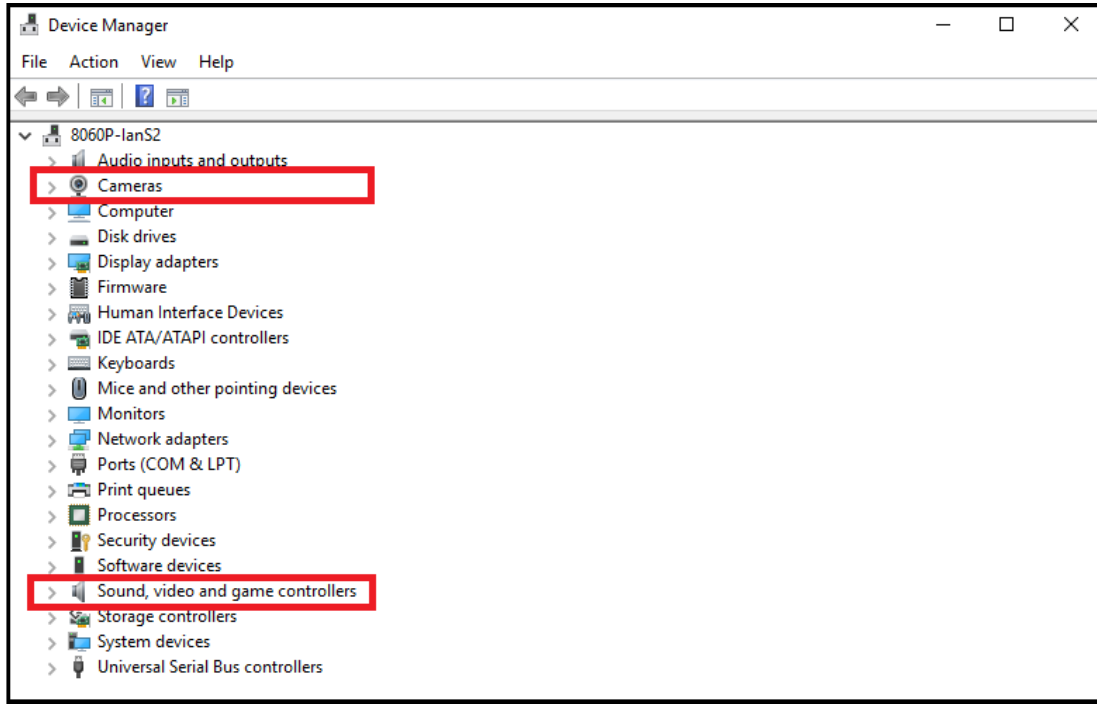 Device Manager
File Action View Help
8060P-IanS2
Audio inputs and outputs
Cameras
Computer
Disk drives
Display adapters
Firmware
Human Interface Devices
IDE ATA/ATAPI controllers
Keyboards
Mice and other pointing devices
Monitors
Network adapters
Ports (COM & LPT)
Print queues
Processors
Security devices
Software devices
Sound, video and game controllers
Storage controllers
System devices
Universal Serial Bus controllers